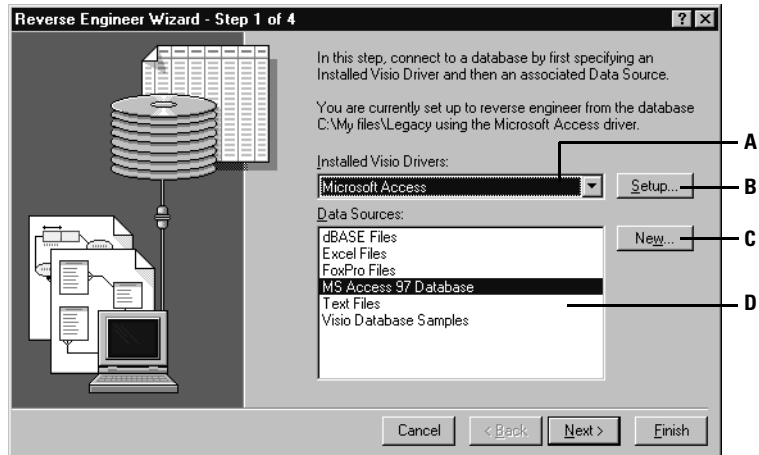 Reverse Engineer Wizard - Step 1 of 4
In this step, connect to a database by first specifying an
Installed Visio Driver and then an associated Data Source.
You are currently set up to reverse engineer from the database
C:\My files\Legacy using the Microsoft Access driver.
A
Installed Visio Drivers:
Microsoft Access
Setup...
B
Data Sources:
dBASE Files
New...
C
Excel Files
FoxPro Files
MS Access 97 Database
Text Files
D
Visio Database Samples
Cancel
< Back
Next >
Finish